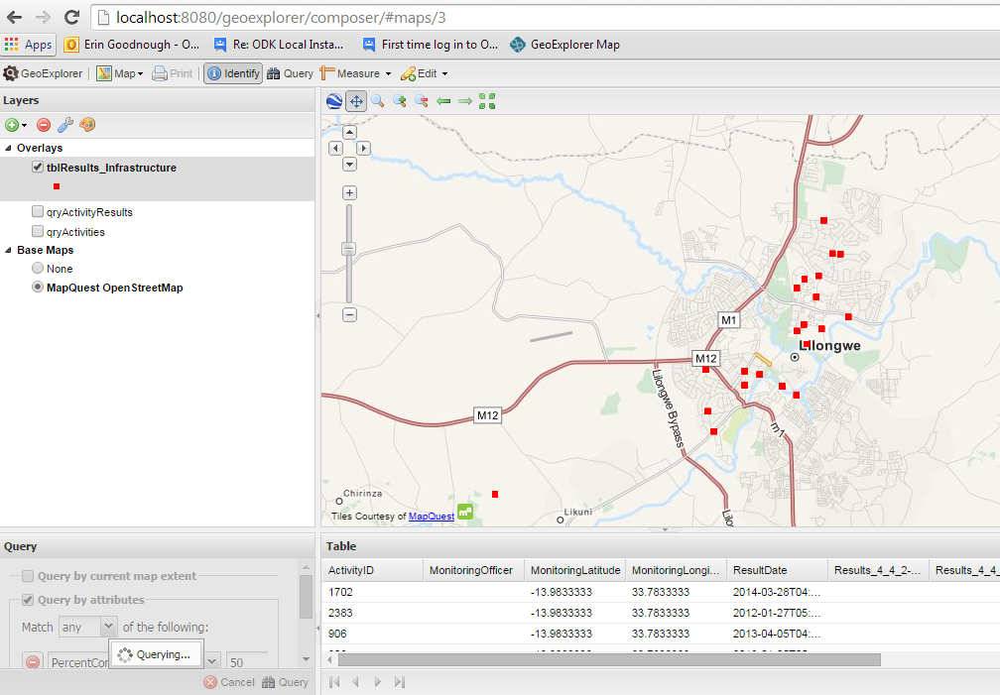 localhost:8080/geoexplorer/composer/#maps/3
Apps Erin Goodnough - O... Re: ODK Local Insta... First time log in to O... GeoExplorer Map
GeoExplorer Map Print Identify Query Measure Edit
Layers
Overlays
tblResults_Infrastructure
qryActivityResults
qryActivities
Base Maps
None
MapQuest OpenStreetMap
M1
Lilongwe
M12
M12
Lilongwe Bypass
m1
Chirinza
Likuni
Tiles Courtesy of MapQuest
Query
Query by current map extent
Query by attributes
Match any of the following:
PercentCor
Querying...
50
Cancel Query
Table
ActivityID MonitoringOfficer MonitoringLatitude MonitoringLongi... ResultDate Results_4_4_2-... Results_4_4_
1702 -13.9833333 33.7833333 2014-03-28T04:...
2383 -13.9833333 33.7833333 2012-01-27T05:...
906 -13.9833333 33.7833333 2013-04-05T04:...